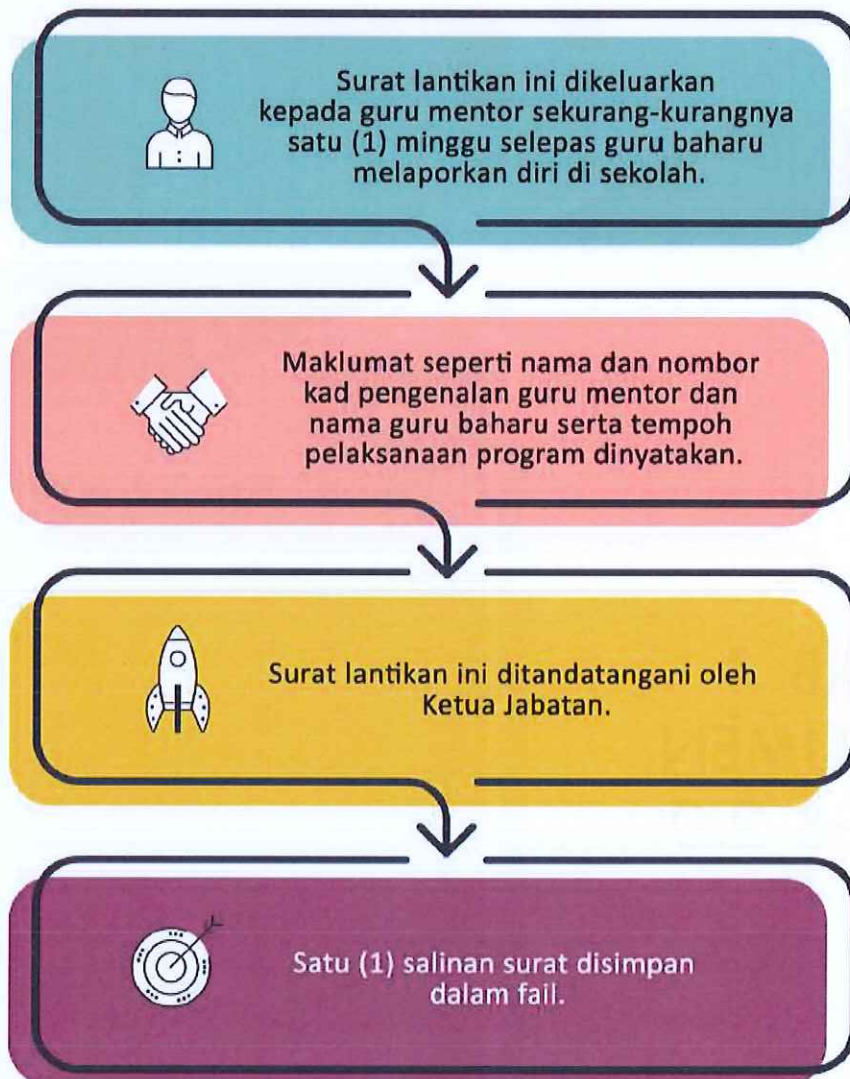 Surat lantikan ini dikeluarkan
kepada guru mentor sekurang-kurangnya
satu (1) minggu selepas guru baharu
melaporkan diri di sekolah.
Maklumat seperti nama dan nombor
kad pengenalan guru mentor dan
nama guru baharu serta tempoh
pelaksanaan program dinyatakan.
Surat lantikan ini ditandatangani oleh
Ketua Jabatan.
Satu (1) salinan surat disimpan
dalam fail.